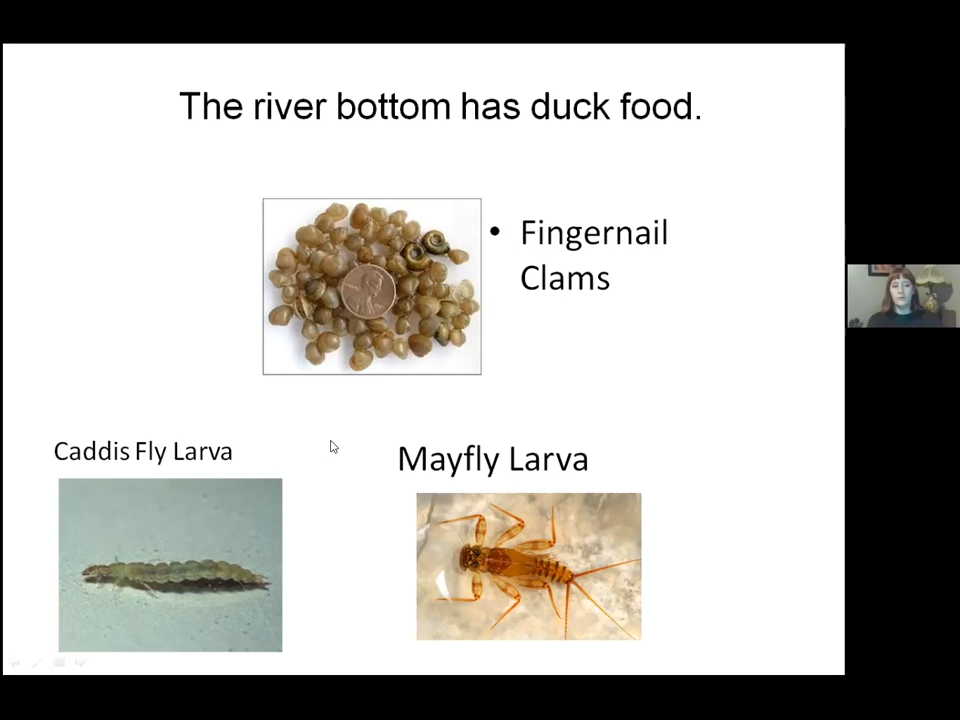 The river bottom has duck food.
• Fingernail
Clams
Caddis Fly Larva
Mayfly Larva